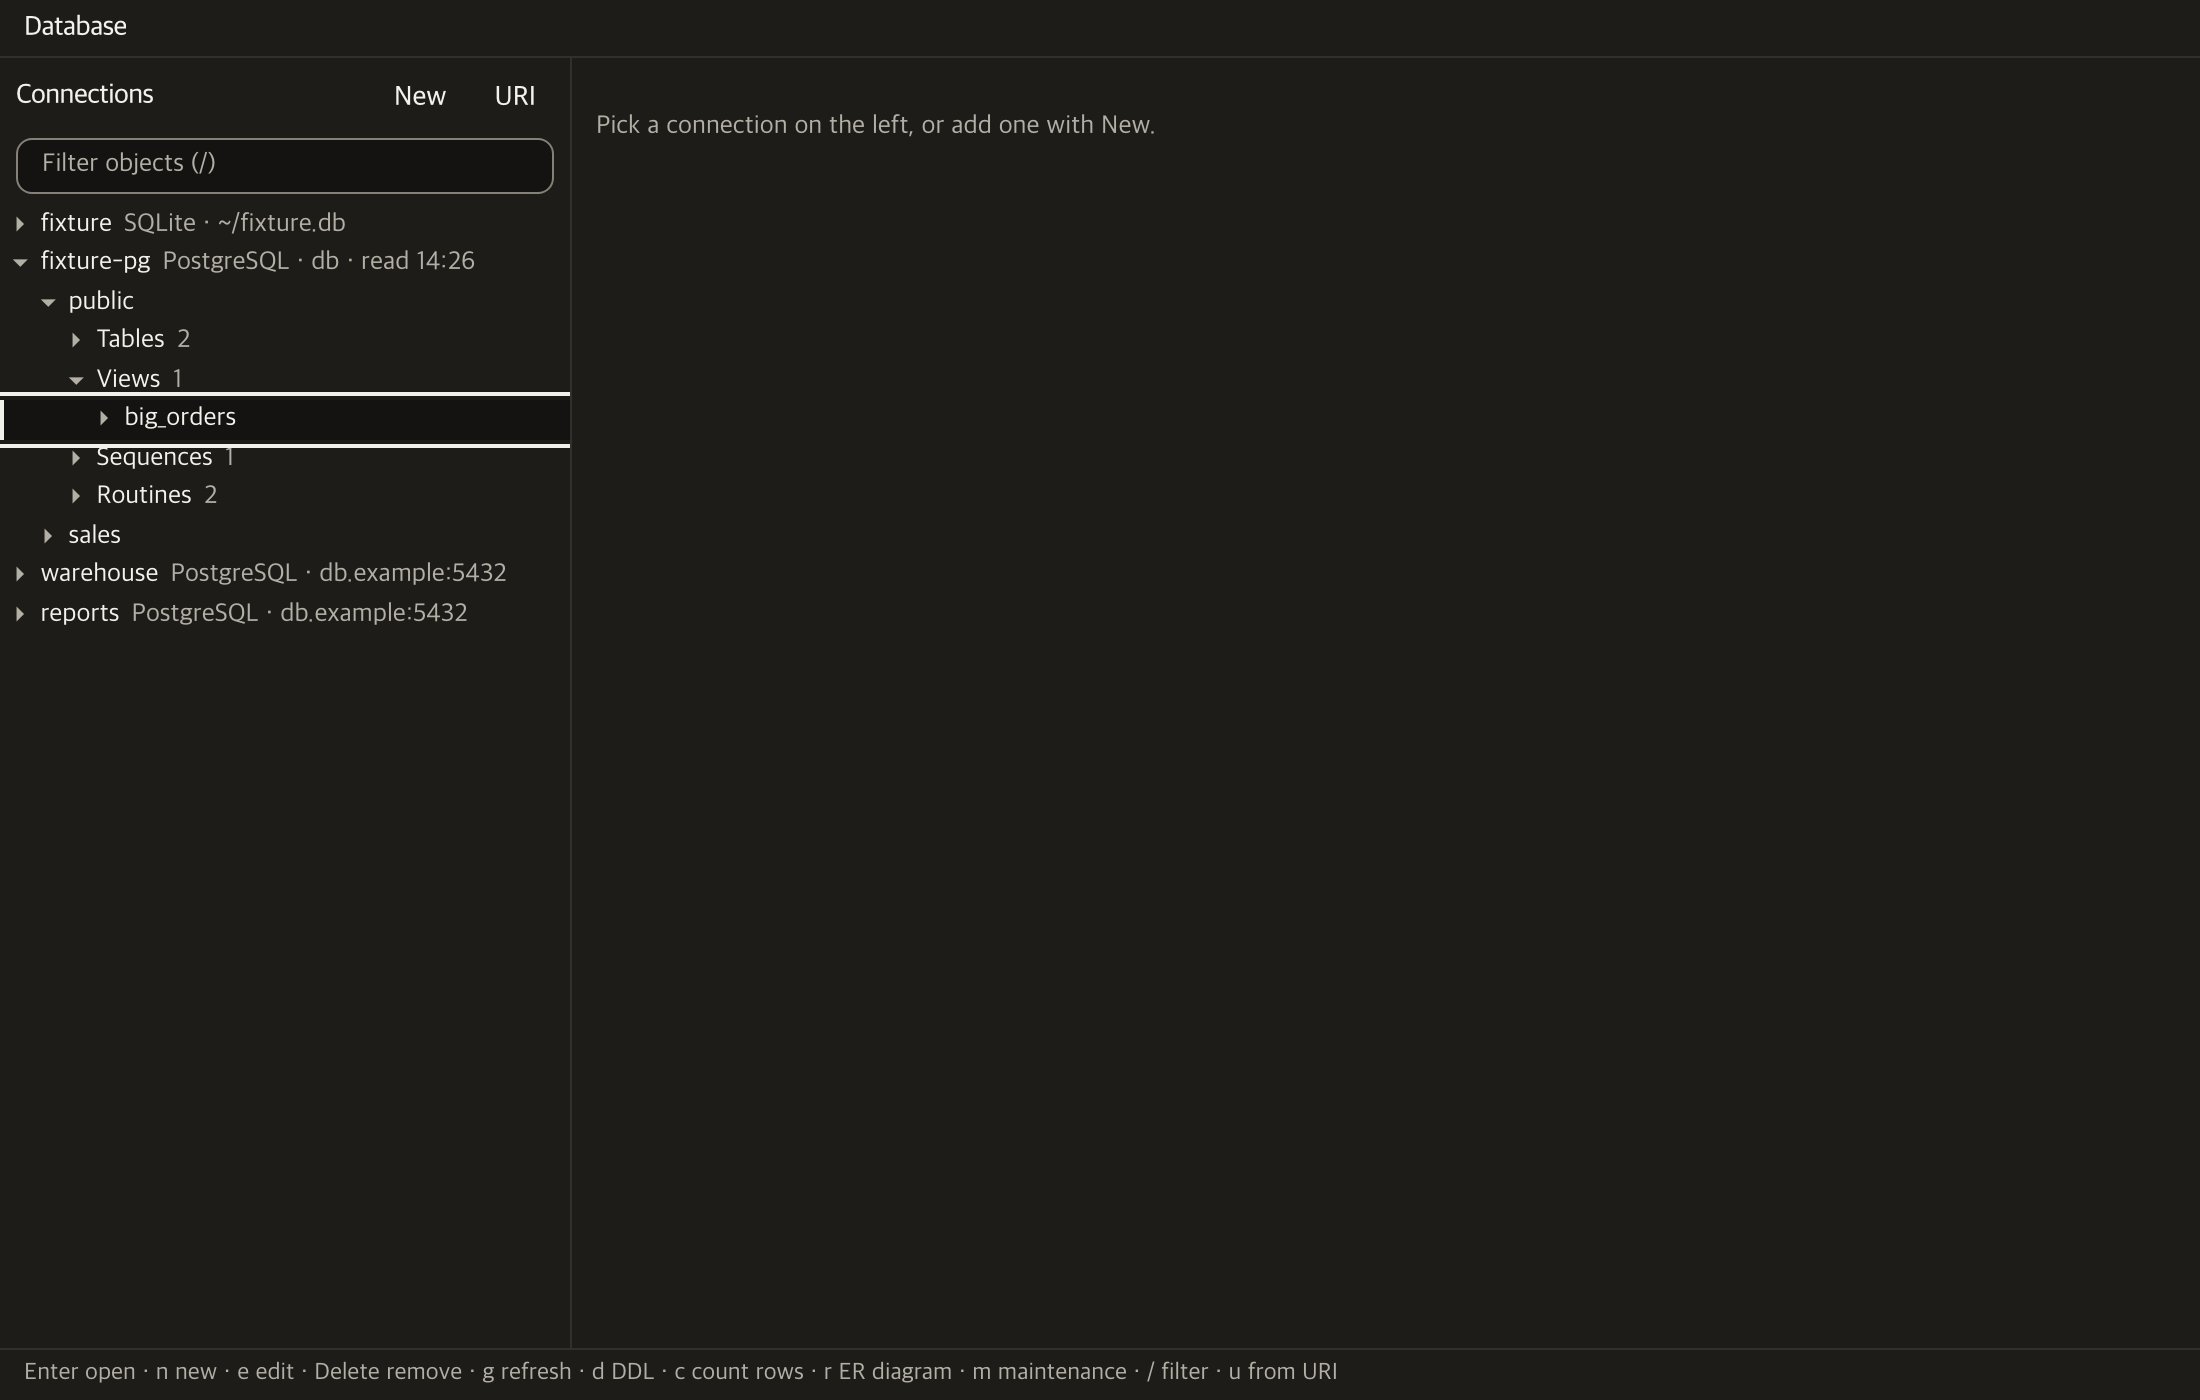 Database
Connections New URI
Filter objects (/)
fixture SQLite · ~/fixture.db
fixture-pg PostgreSQL · db · read 14:26
public
Tables 2
Views 1
big_orders
Sequences 1
Routines 2
sales
warehouse PostgreSQL · db.example:5432
reports PostgreSQL · db.example:5432
Pick a connection on the left, or add one with New.
Enter open · n new · e edit · Delete remove · g refresh · d DDL · c count rows · r ER diagram · m maintenance · / filter · u from URI